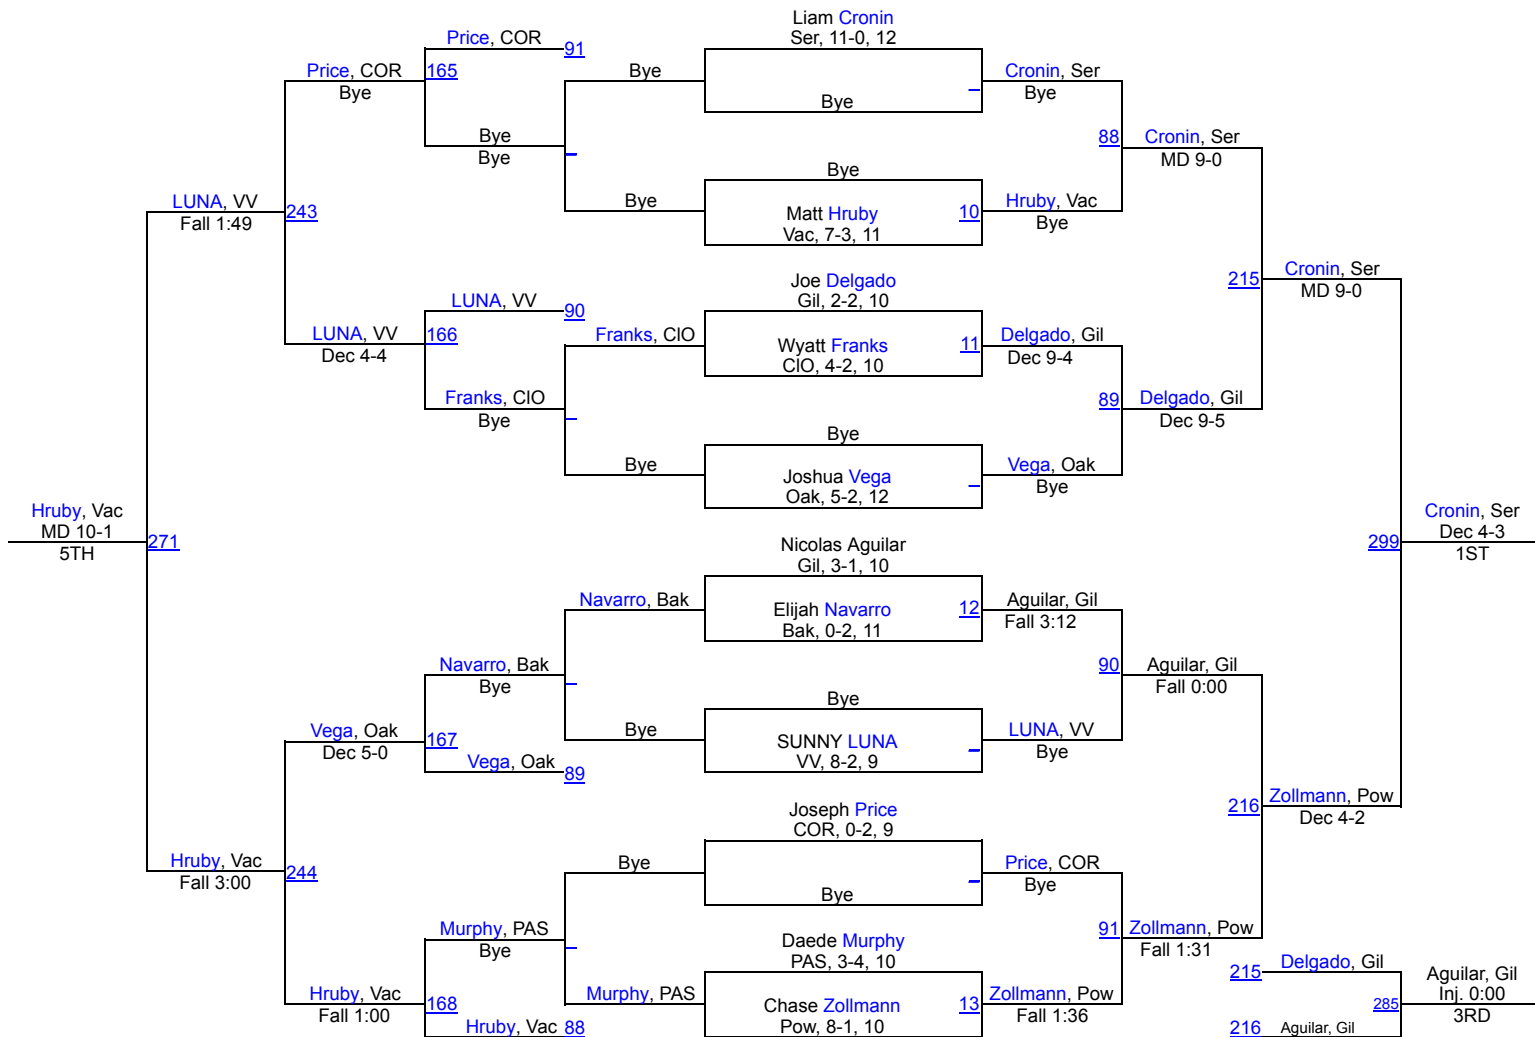 Liam Cronin
Ser, 11-0, 12
Price, COR
91
Price, COR
165
Bye
Bye
Cronin, Ser
Bye
Bye
Bye
Bye
88
Cronin, Ser
MD 9-0
Bye
LUNA, VV
243
Fall 1:49
Bye
Matt Hruby
Vac, 7-3, 11
10
Hruby, Vac
Bye
Cronin, Ser
215
MD 9-0
Joe Delgado
Gil, 2-2, 10
LUNA, VV
90
LUNA, VV
166
Dec 4-4
Franks, CIO
Wyatt Franks
CIO, 4-2, 10
11
Delgado, Gil
Dec 9-4
Franks, CIO
Bye
89
Delgado, Gil
Dec 9-5
Bye
Bye
Joshua Vega
Oak, 5-2, 12
Vega, Oak
Bye
Hruby, Vac
MD 10-1
5TH
271
Cronin, Ser
Dec 4-3
1ST
299
Nicolas Aguilar
Gil, 3-1, 10
Navarro, Bak
Elijah Navarro
Bak, 0-2, 11
12
Aguilar, Gil
Fall 3:12
Navarro, Bak
Bye
90
Aguilar, Gil
Fall 0:00
Bye
Vega, Oak
167
Dec 5-0
Bye
SUNNY LUNA
VV, 8-2, 9
LUNA, VV
Bye
Vega, Oak
89
216
Zollmann, Pow
Dec 4-2
Joseph Price
COR, 0-2, 9
Hruby, Vac
244
Fall 3:00
Bye
Bye
Price, COR
Bye
Murphy, PAS
Bye
91
Zollmann, Pow
Fall 1:31
Daede Murphy
PAS, 3-4, 10
215
Delgado, Gil
Hruby, Vac
168
Fall 1:00
Murphy, PAS
Chase Zollmann
Pow, 8-1, 10
13
Zollmann, Pow
Fall 1:36
285
Aguilar, Gil
Inj. 0:00
3RD
Hruby, Vac
88
216
Aguilar, Gil